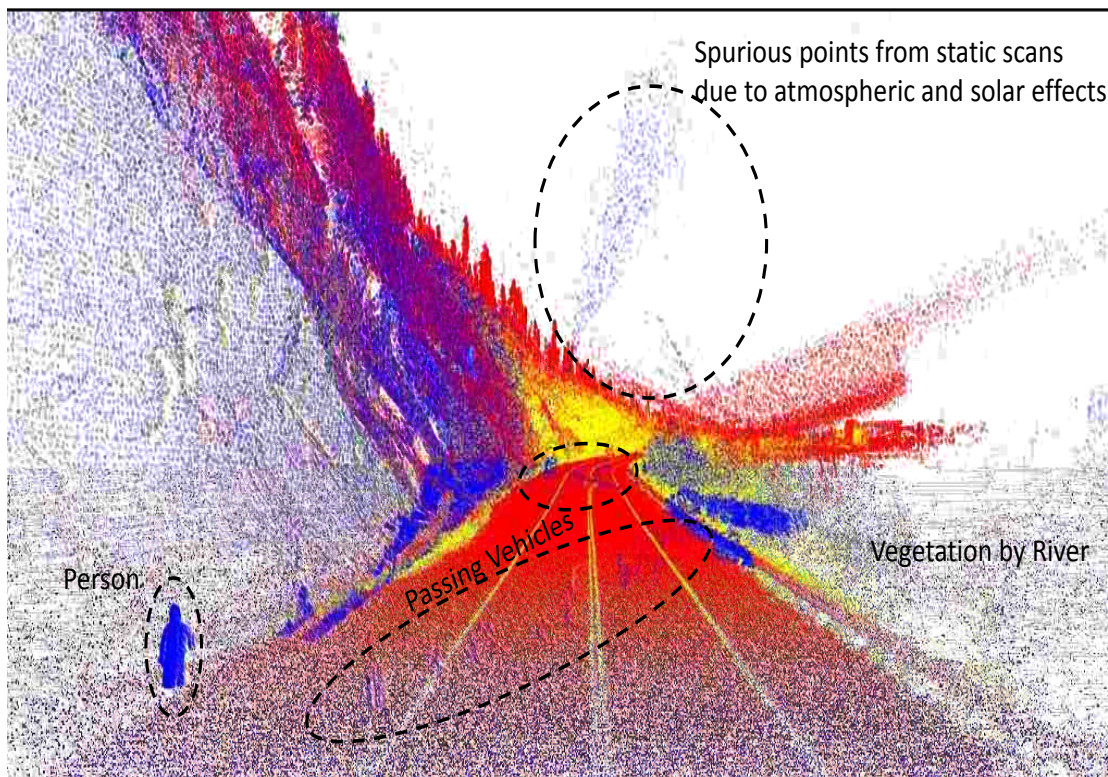 Spurious points from static scans
due to atmospheric and solar effects
Passing Vehicles
Vegetation by River
Person